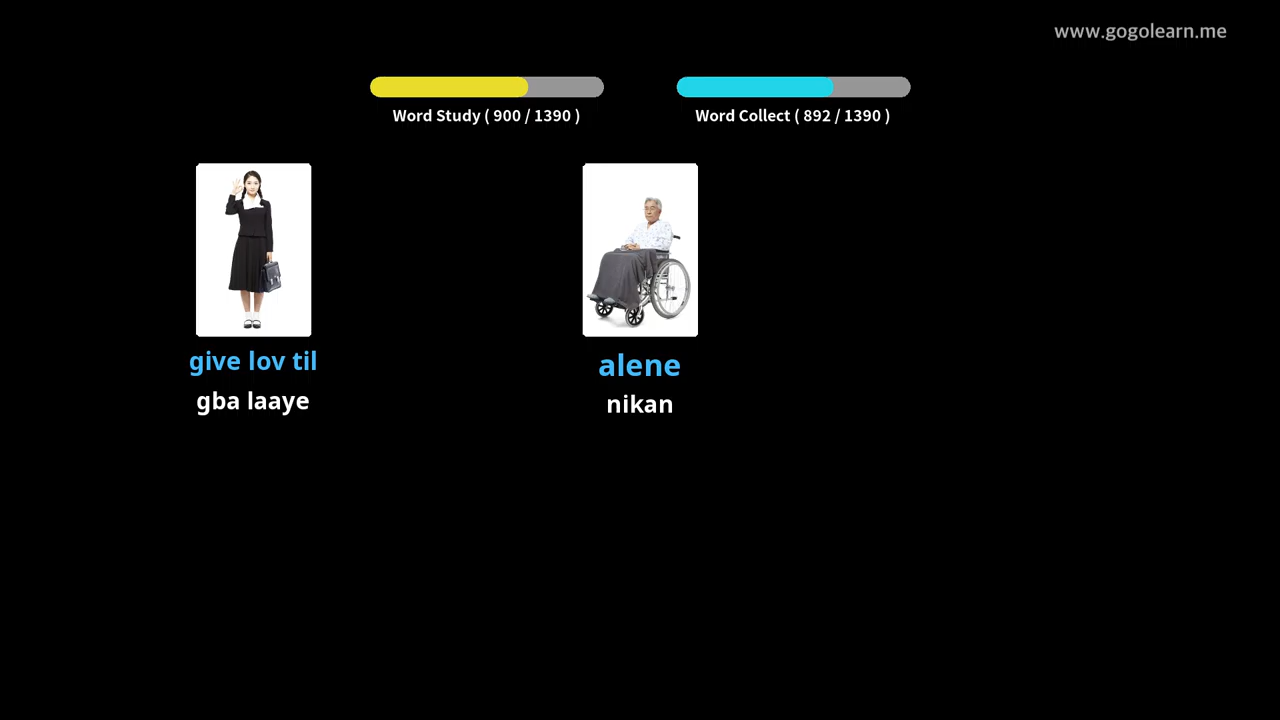 www.gogolearn.me
Word Study ( 900 / 1390 )
Word Collect ( 892 / 1390 )
give lov til
gba laaye
alene
nikan